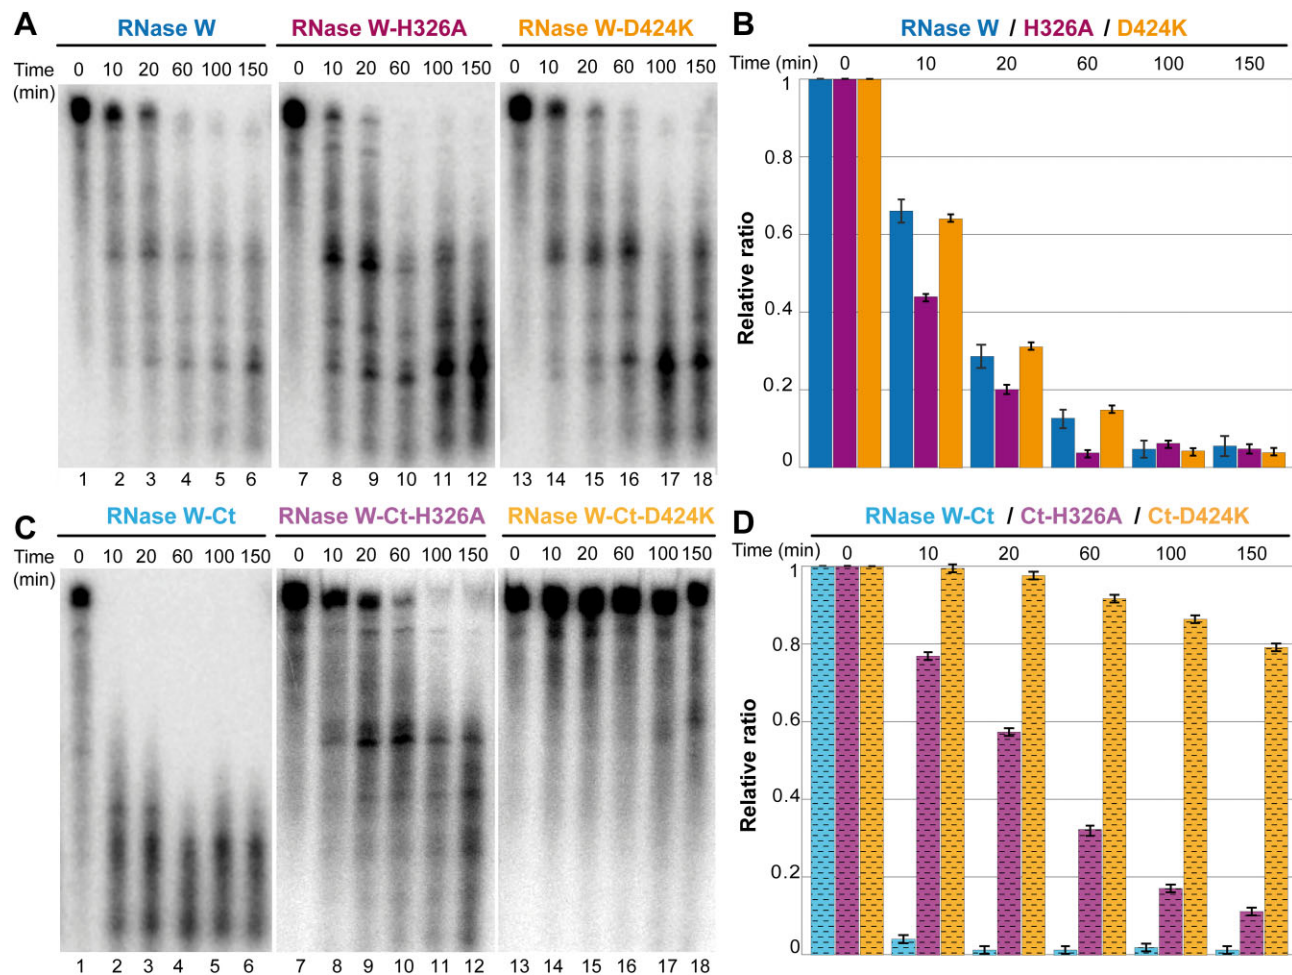 A
RNase W
RNase W-H326A
RNase W-D424K
Time (min)
0 10 20 60 100 150
0 10 20 60 100 150
0 10 20 60 100 150
1 2 3 4 5 6
7 8 9 10 11 12
13 14 15 16 17 18
B
RNase W / H326A / D424K
Time (min) 0 10 20 60 100 150
Relative ratio
1
0.8
0.6
0.4
0.2
0
C
RNase W-Ct
RNase W-Ct-H326A
RNase W-Ct-D424K
Time (min)
0 10 20 60 100 150
0 10 20 60 100 150
0 10 20 60 100 150
1 2 3 4 5 6
7 8 9 10 11 12
13 14 15 16 17 18
D
RNase W-Ct / Ct-H326A / Ct-D424K
Time (min) 0 10 20 60 100 150
Relative ratio
1
0.8
0.6
0.4
0.2
0